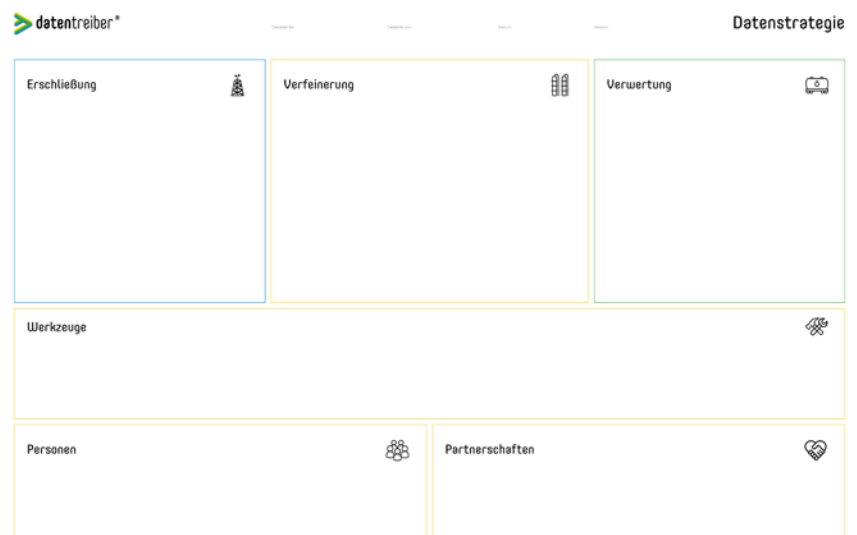 datentreiber®
Datenstrategie
Erschließung
Verfeinerung
Verwertung
Werkzeuge
Personen
Partnerschaften